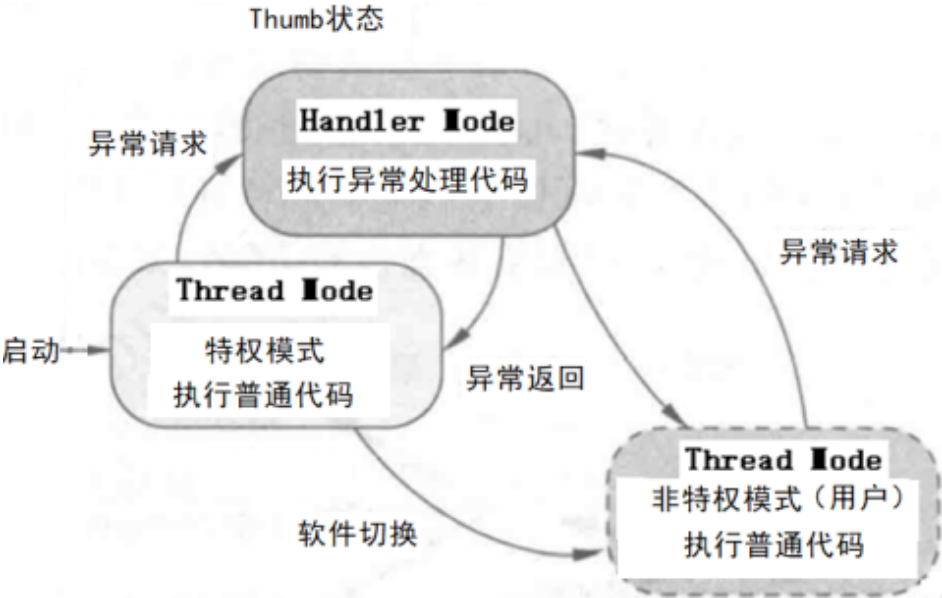 Thumb状态
Handler Mode
执行异常处理代码
异常请求
异常请求
Thread Mode
特权模式
执行普通代码
启动
异常返回
Thread Mode
非特权模式(用户)
执行普通代码
软件切换